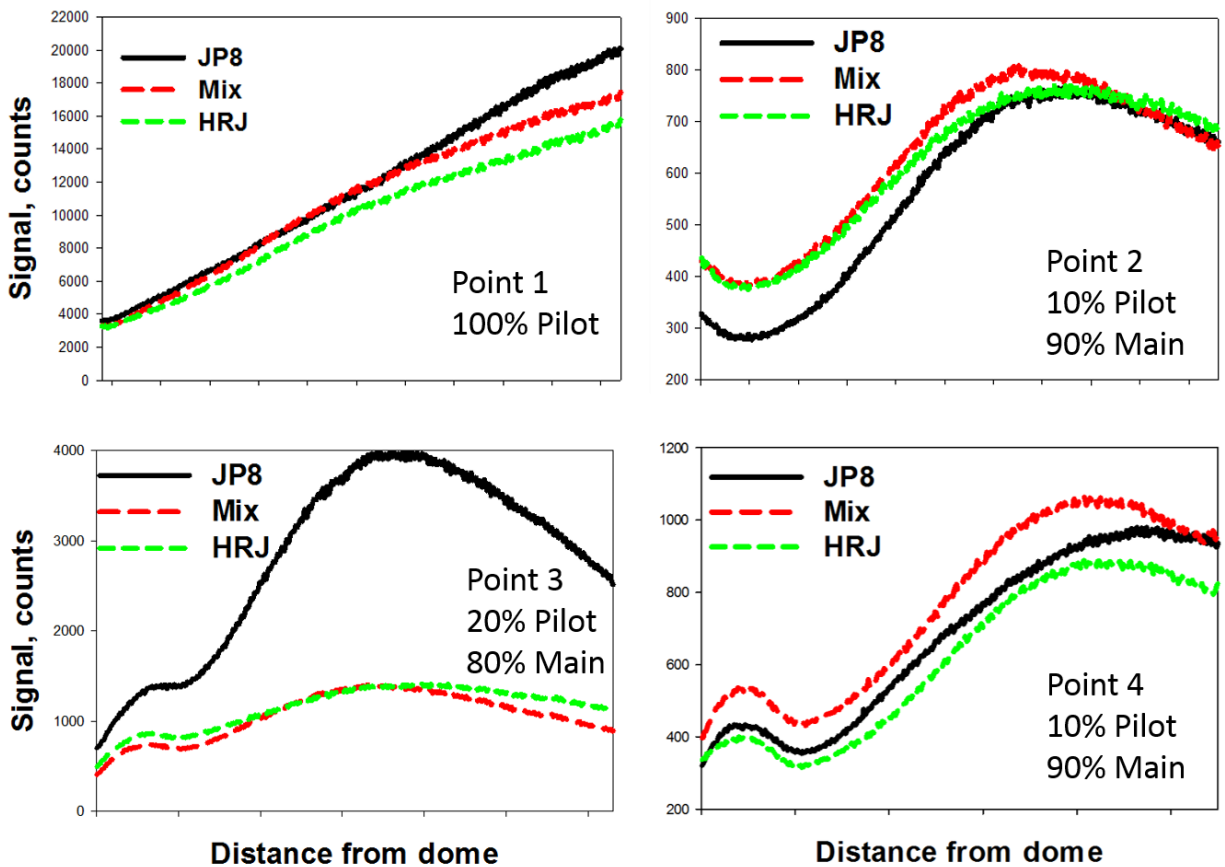 22000
20000
18000
16000
14000
12000
10000
8000
6000
4000
2000
0
Signal, counts
JP8
Mix
HRJ
Point 1
100% Pilot
900
800
700
600
500
400
300
200
JP8
Mix
HRJ
Point 2
10% Pilot
90% Main
4000
3000
2000
1000
0
Signal, counts
JP8
Mix
HRJ
Point 3
20% Pilot
80% Main
Distance from dome
1200
1000
800
600
400
200
JP8
Mix
HRJ
Point 4
10% Pilot
90% Main
Distance from dome